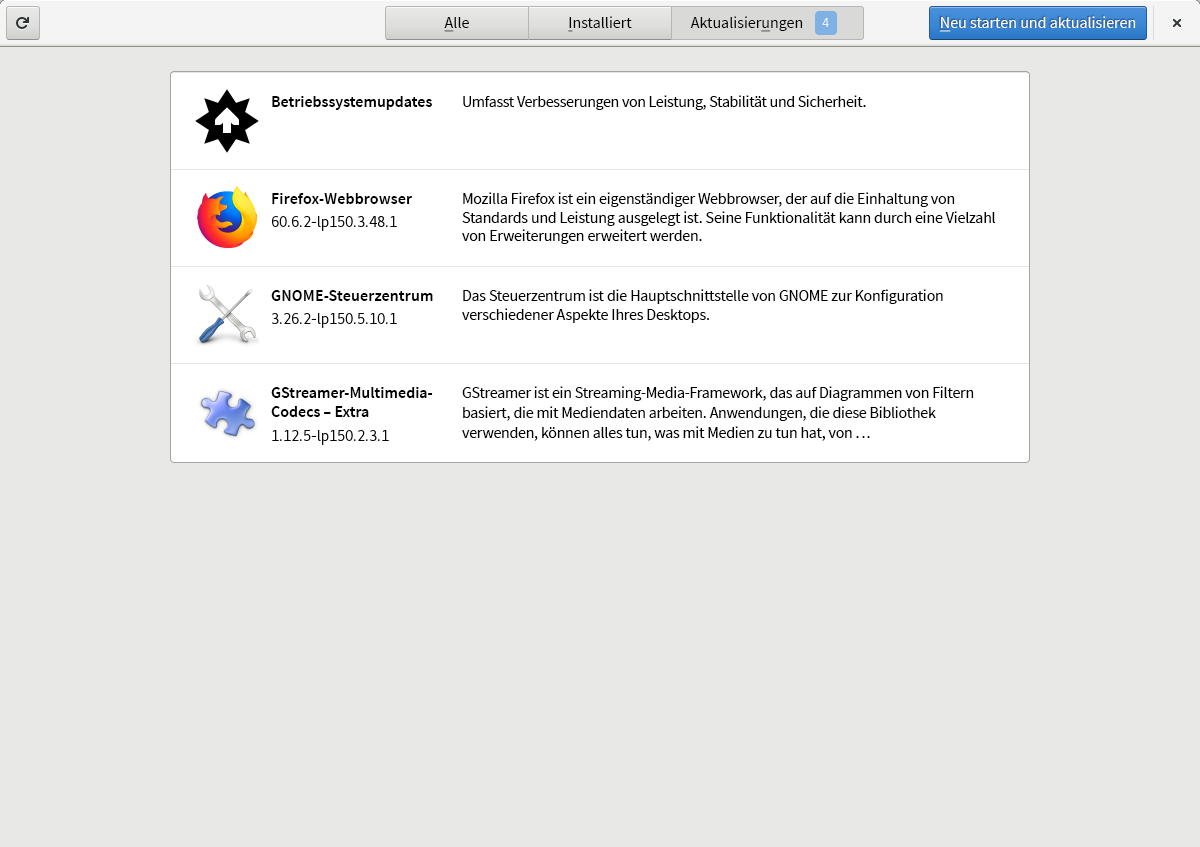 Alle
Installiert
Aktualisierungen 4
Neu starten und aktualisieren
Betriebssystemupdates
Umfasst Verbesserungen von Leistung, Stabilität und Sicherheit.
Firefox-Webbrowser
60.6.2-lp150.3.48.1
Mozilla Firefox ist ein eigenständiger Webbrowser, der auf die Einhaltung von
Standards und Leistung ausgelegt ist. Seine Funktionalität kann durch eine Vielzahl
von Erweiterungen erweitert werden.
GNOME-Steuerzentrum
3.26.2-lp150.5.10.1
Das Steuerzentrum ist die Hauptschnittstelle von GNOME zur Konfiguration
verschiedener Aspekte Ihres Desktops.
GStreamer-Multimedia-
Codecs – Extra
1.12.5-lp150.2.3.1
GStreamer ist ein Streaming-Media-Framework, das auf Diagrammen von Filtern
basiert, die mit Mediendaten arbeiten. Anwendungen, die diese Bibliothek
verwenden, können alles tun, was mit Medien zu tun hat, von …